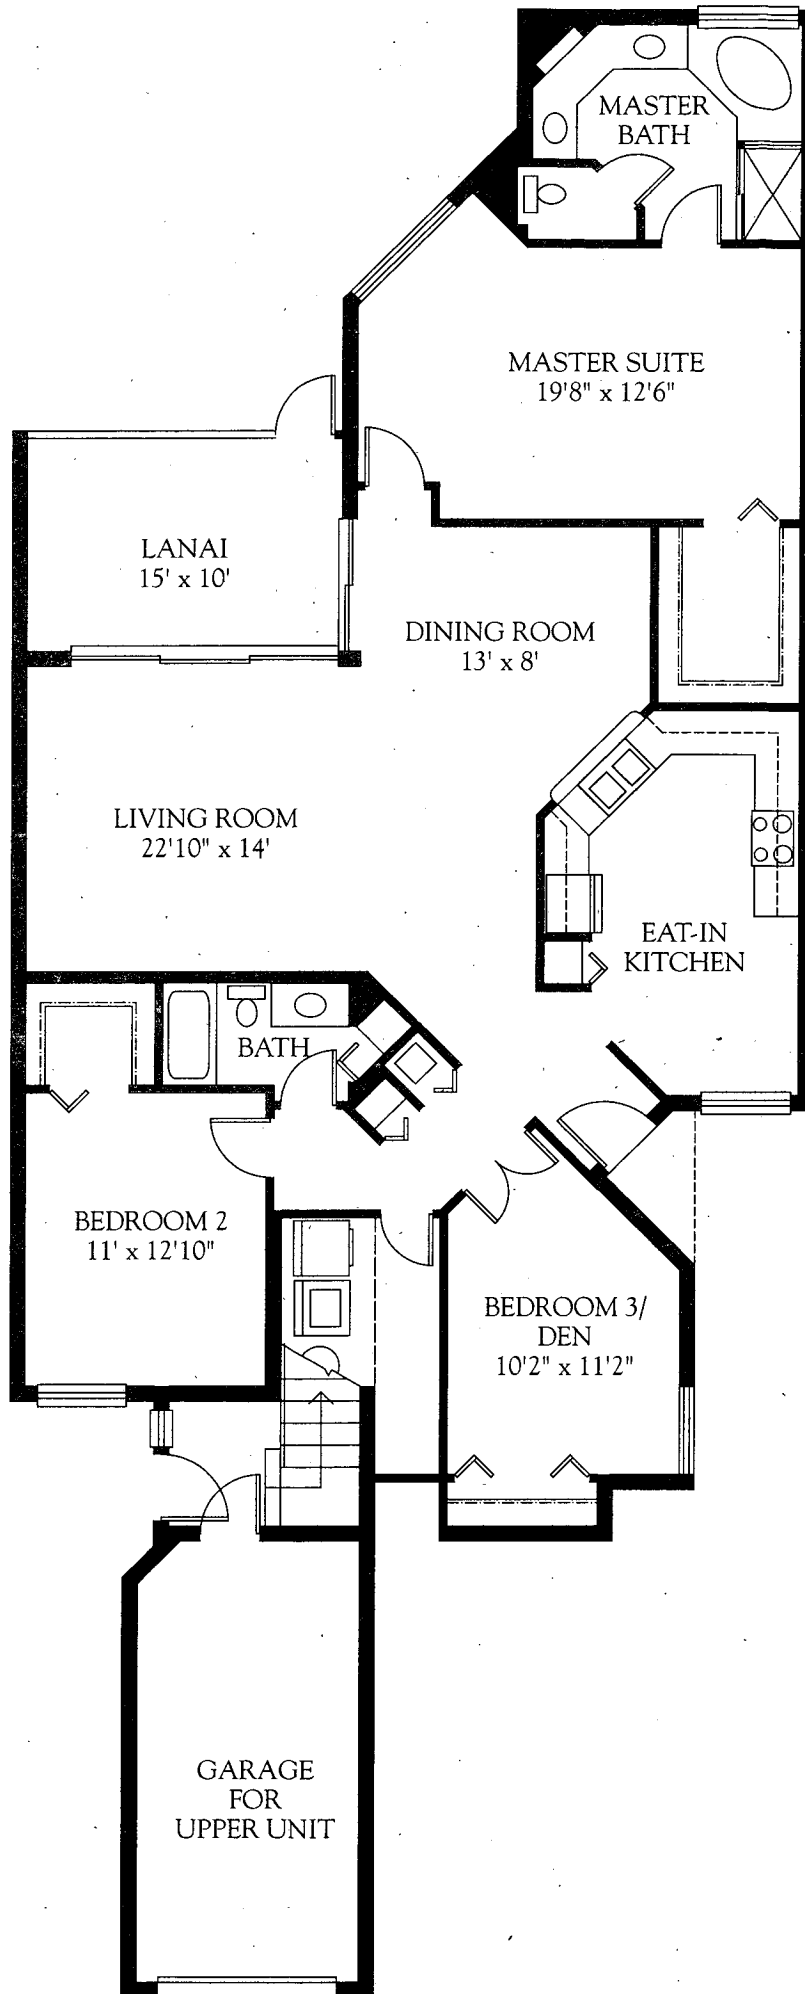 MASTER
BATH
MASTER SUITE
19'8" x 12'6"
LANAI
15' x 10'
DINING ROOM
13' x 8'
LIVING ROOM
22'10" x 14'
EAT-IN
KITCHEN
BATH
BEDROOM 2
11' x 12'10"
BEDROOM 3/
DEN
10'2" x 11'2"
GARAGE
FOR
UPPER UNIT